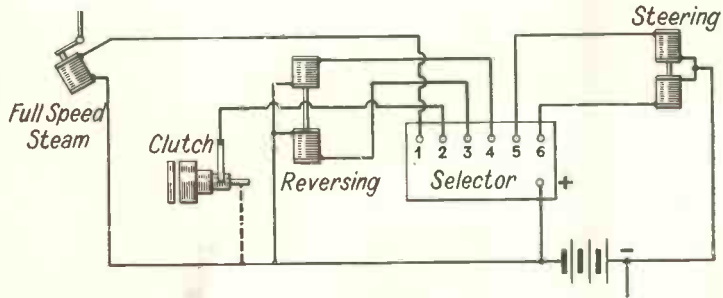 Steering
Full Speed
Steam
Clutch
Reversing
1 2 3 4 5 6
Selector
+
−